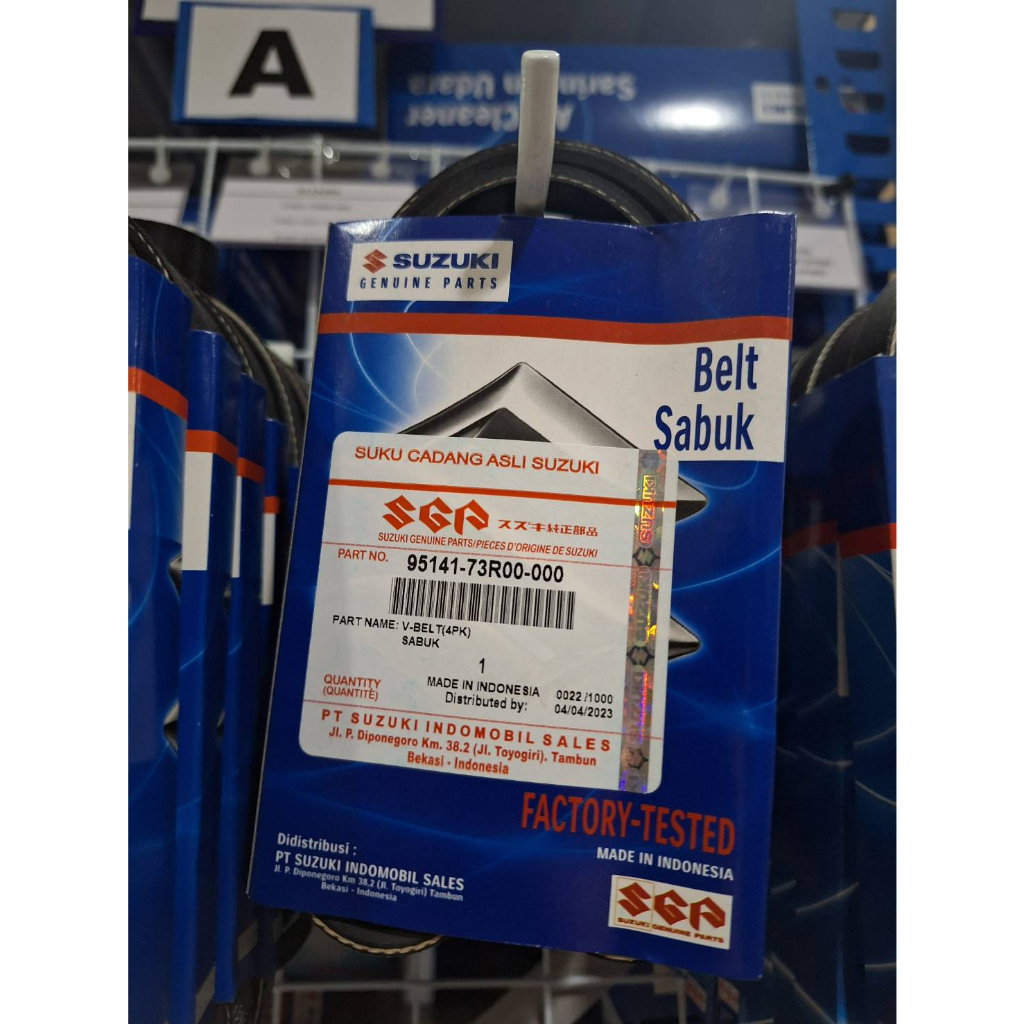 A
Cleaner
Udara
SUZUKI
GENUINE PARTS
Belt
Sabuk
SUKU CADANG ASLI SUZUKI
SGP スズキ純正部品
SUZUKI GENUINE PARTS/PIECES D'ORIGINE DE SUZUKI
PART NO. 95141-73R00-000
PART NAME: V-BELT(4PK)
SABUK
1
QUANTITY
(QUANTITÉ)
MADE IN INDONESIA 0022 /1000
Distributed by: 04/04/2023
PT SUZUKI INDOMOBIL SALES
Jl. P. Diponegoro Km. 38.2 (Jl. Toyogiri). Tambun
Bekasi - Indonesia
SUZUKI
SUZUKI
SUZUKI
FACTORY-TESTED
MADE IN INDONESIA
Didistribusi :
PT SUZUKI INDOMOBIL SALES
Jl. P. Diponegoro Km 38.2 (Jl. Toyogiri) Tambun
Bekasi - Indonesia
SGP
SUZUKI GENUINE PARTS